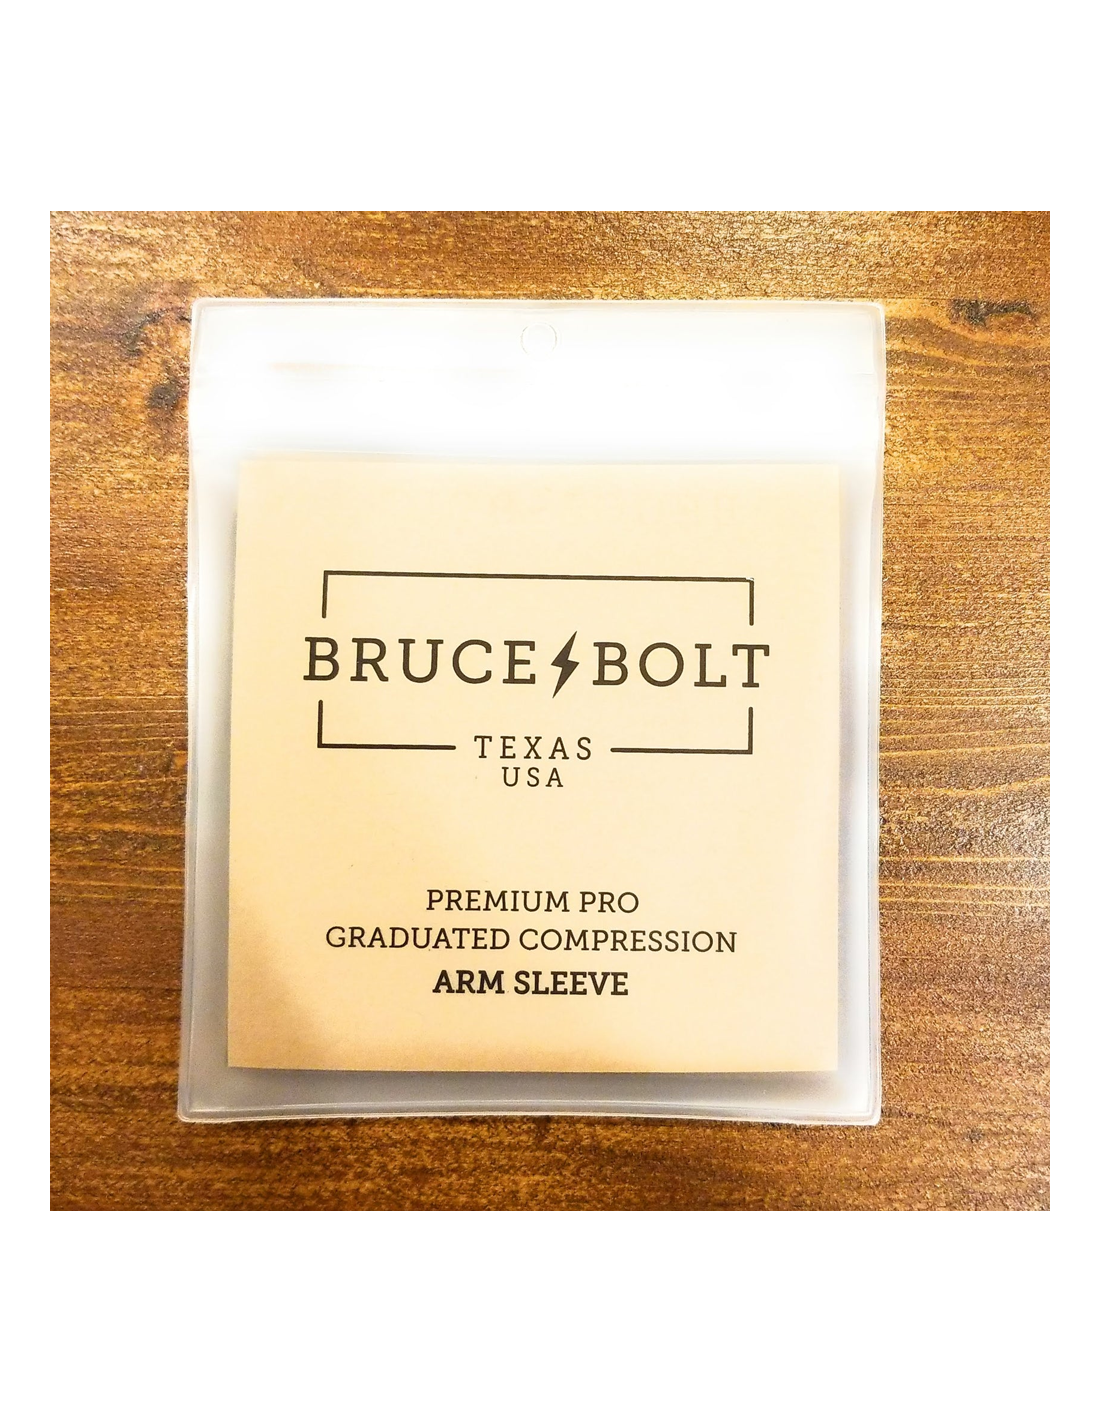 BRUCE BOLT
TEXAS
USA
PREMIUM PRO
GRADUATED COMPRESSION
ARM SLEEVE